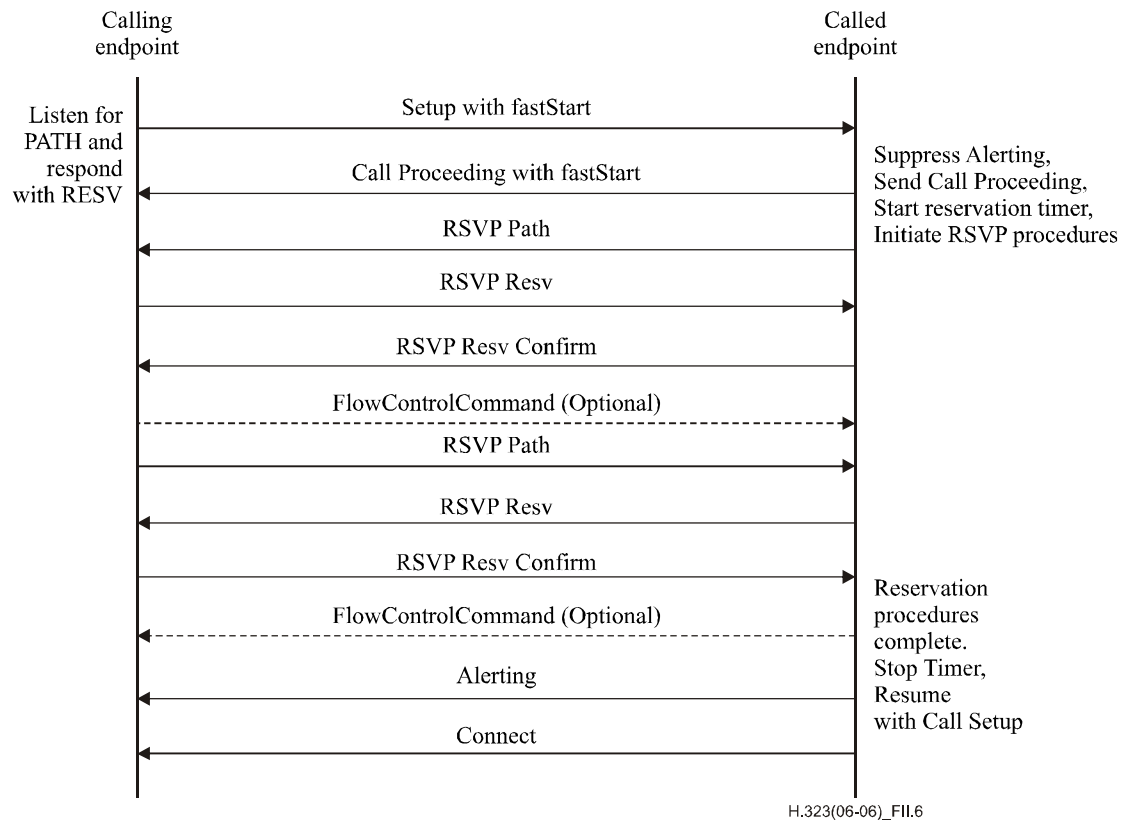 Calling
endpoint
Called
endpoint
Listen for
PATH and
respond
with RESV
Setup with fastStart
Call Proceeding with fastStart
Suppress Alerting,
Send Call Proceeding,
Start reservation timer,
Initiate RSVP procedures
RSVP Path
RSVP Resv
RSVP Resv Confirm
FlowControlCommand (Optional)
RSVP Path
RSVP Resv
RSVP Resv Confirm
FlowControlCommand (Optional)
Reservation
procedures
complete.
Stop Timer,
Resume
with Call Setup
Alerting
Connect
H.323(06-06)_FII.6